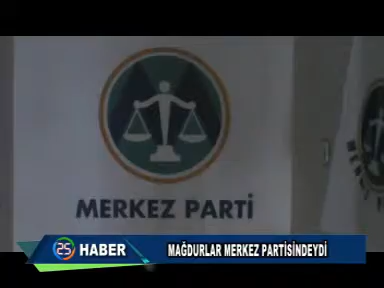 MERKEZ PARTİ
25 HABER
MAĞDURLAR MERKEZ PARTİSİNDEYDİ